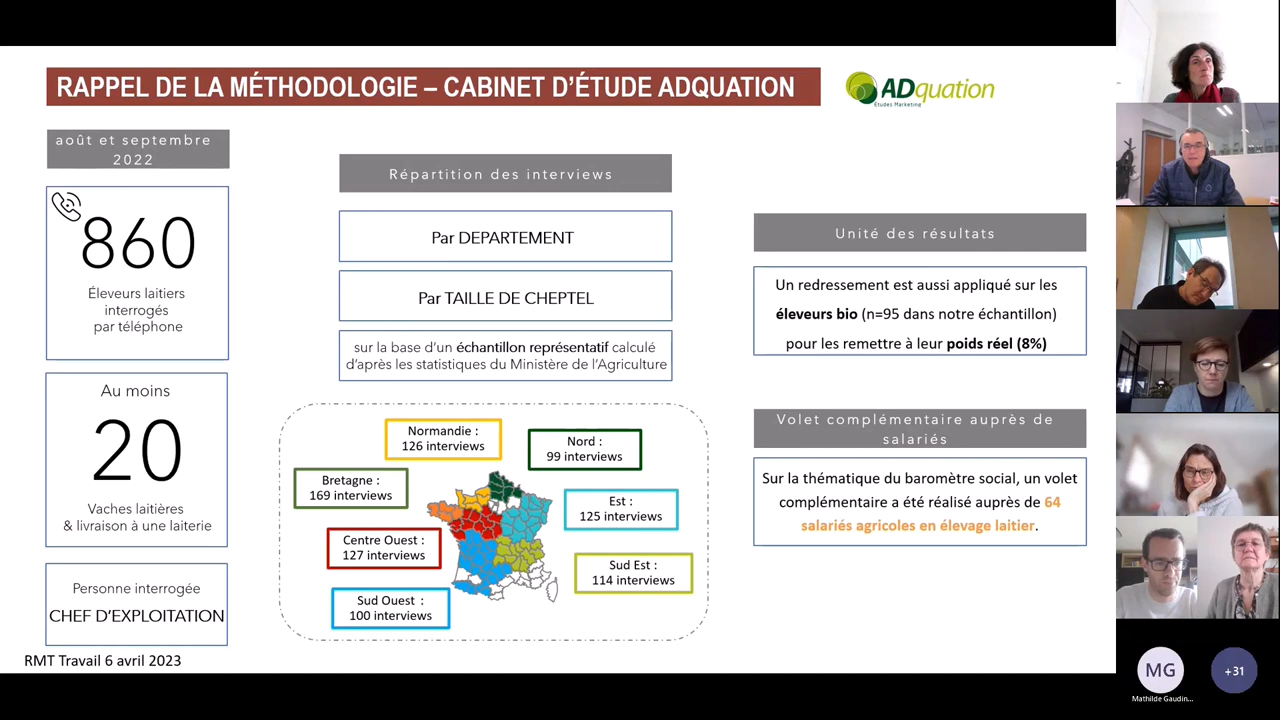 RAPPEL DE LA MÉTHODOLOGIE – CABINET D'ÉTUDE ADQUATION
ADquation
Études Marketing
août et septembre
2022
860
Éleveurs laitiers
interrogés
par téléphone
Au moins
20
Vaches laitières
& livraison à une laiterie
Personne interrogée
CHEF D'EXPLOITATION
RMT Travail 6 avril 2023
Répartition des interviews
Par DEPARTEMENT
Par TAILLE DE CHEPTEL
sur la base d'un échantillon représentatif calculé
d'après les statistiques du Ministère de l'Agriculture
Normandie :
126 interviews
Nord :
99 interviews
Bretagne :
169 interviews
Est :
125 interviews
Centre Ouest :
127 interviews
Sud Est :
114 interviews
Sud Ouest :
100 interviews
Unité des résultats
Un redressement est aussi appliqué sur les
éleveurs bio (n=95 dans notre échantillon)
pour les remettre à leur poids réel (8%)
Volet complémentaire auprès de
salariés
Sur la thématique du baromètre social, un volet
complémentaire a été réalisé auprès de 64
salariés agricoles en élevage laitier.
MG
Mathilde Gaudin...
+31